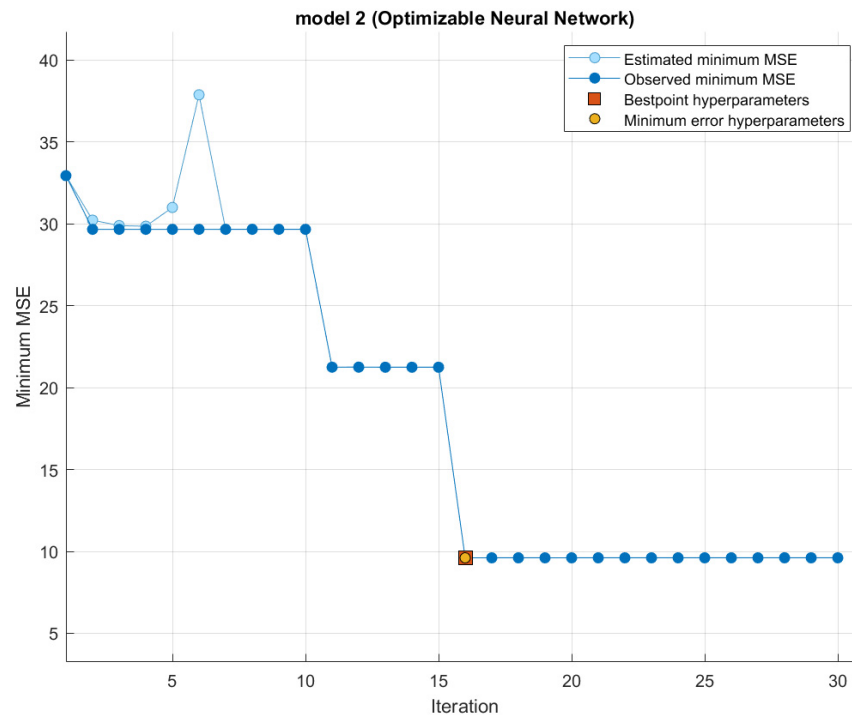 model 2 (Optimizable Neural Network)
Estimated minimum MSE
Observed minimum MSE
Bestpoint hyperparameters
Minimum error hyperparameters
Minimum MSE
40
35
30
25
20
15
10
5
5
10
15
20
25
30
Iteration